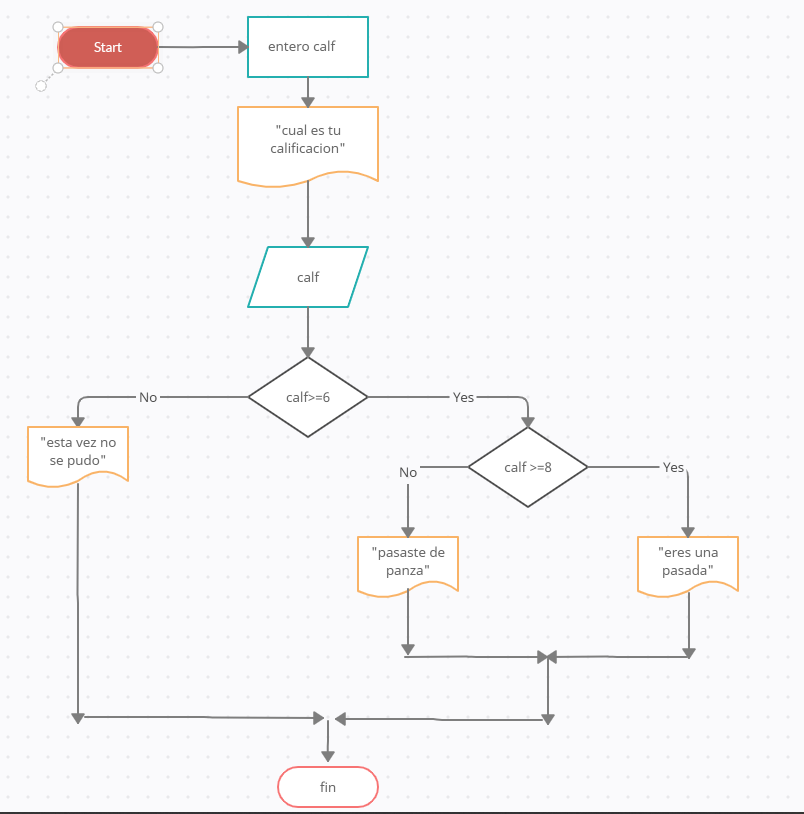 Start
entero calf
"cual es tu
calificacion"
calf
calf>=6
No
Yes
"esta vez no
se pudo"
calf >=8
No
Yes
"pasaste de
panza"
"eres una
pasada"
fin